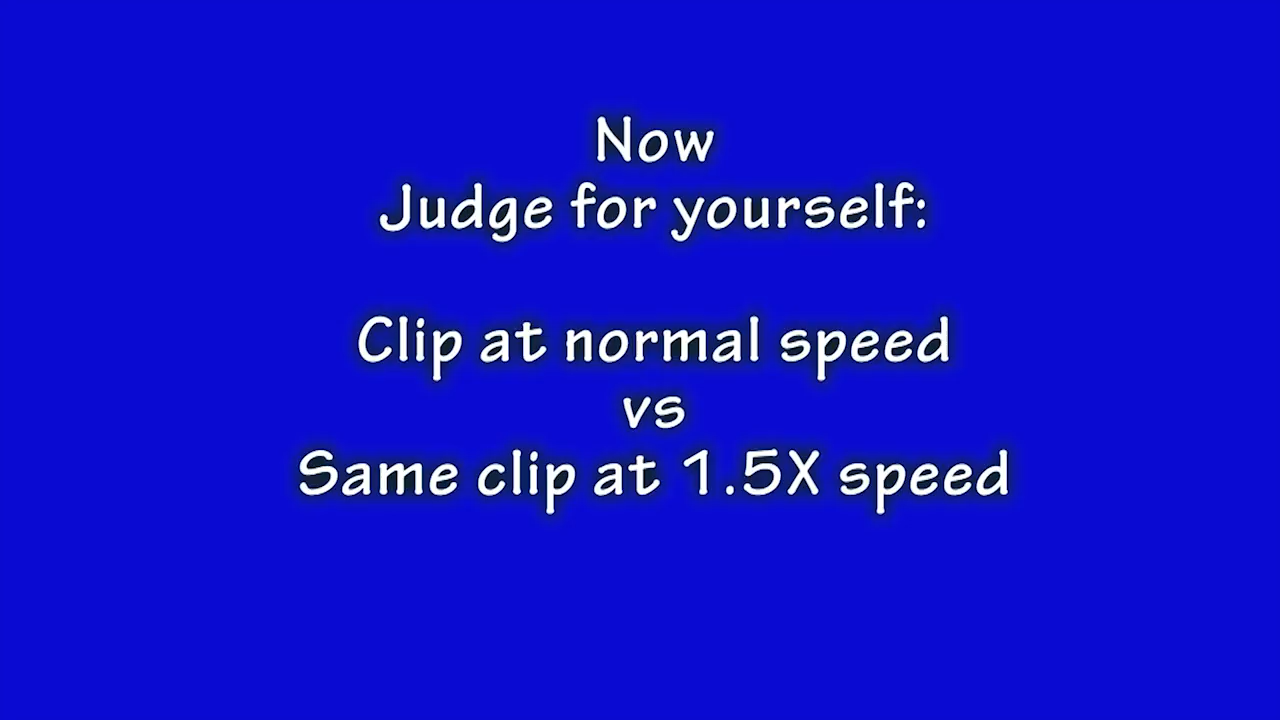 Now
Judge for yourself:
Clip at normal speed
vs
Same clip at 1.5X speed